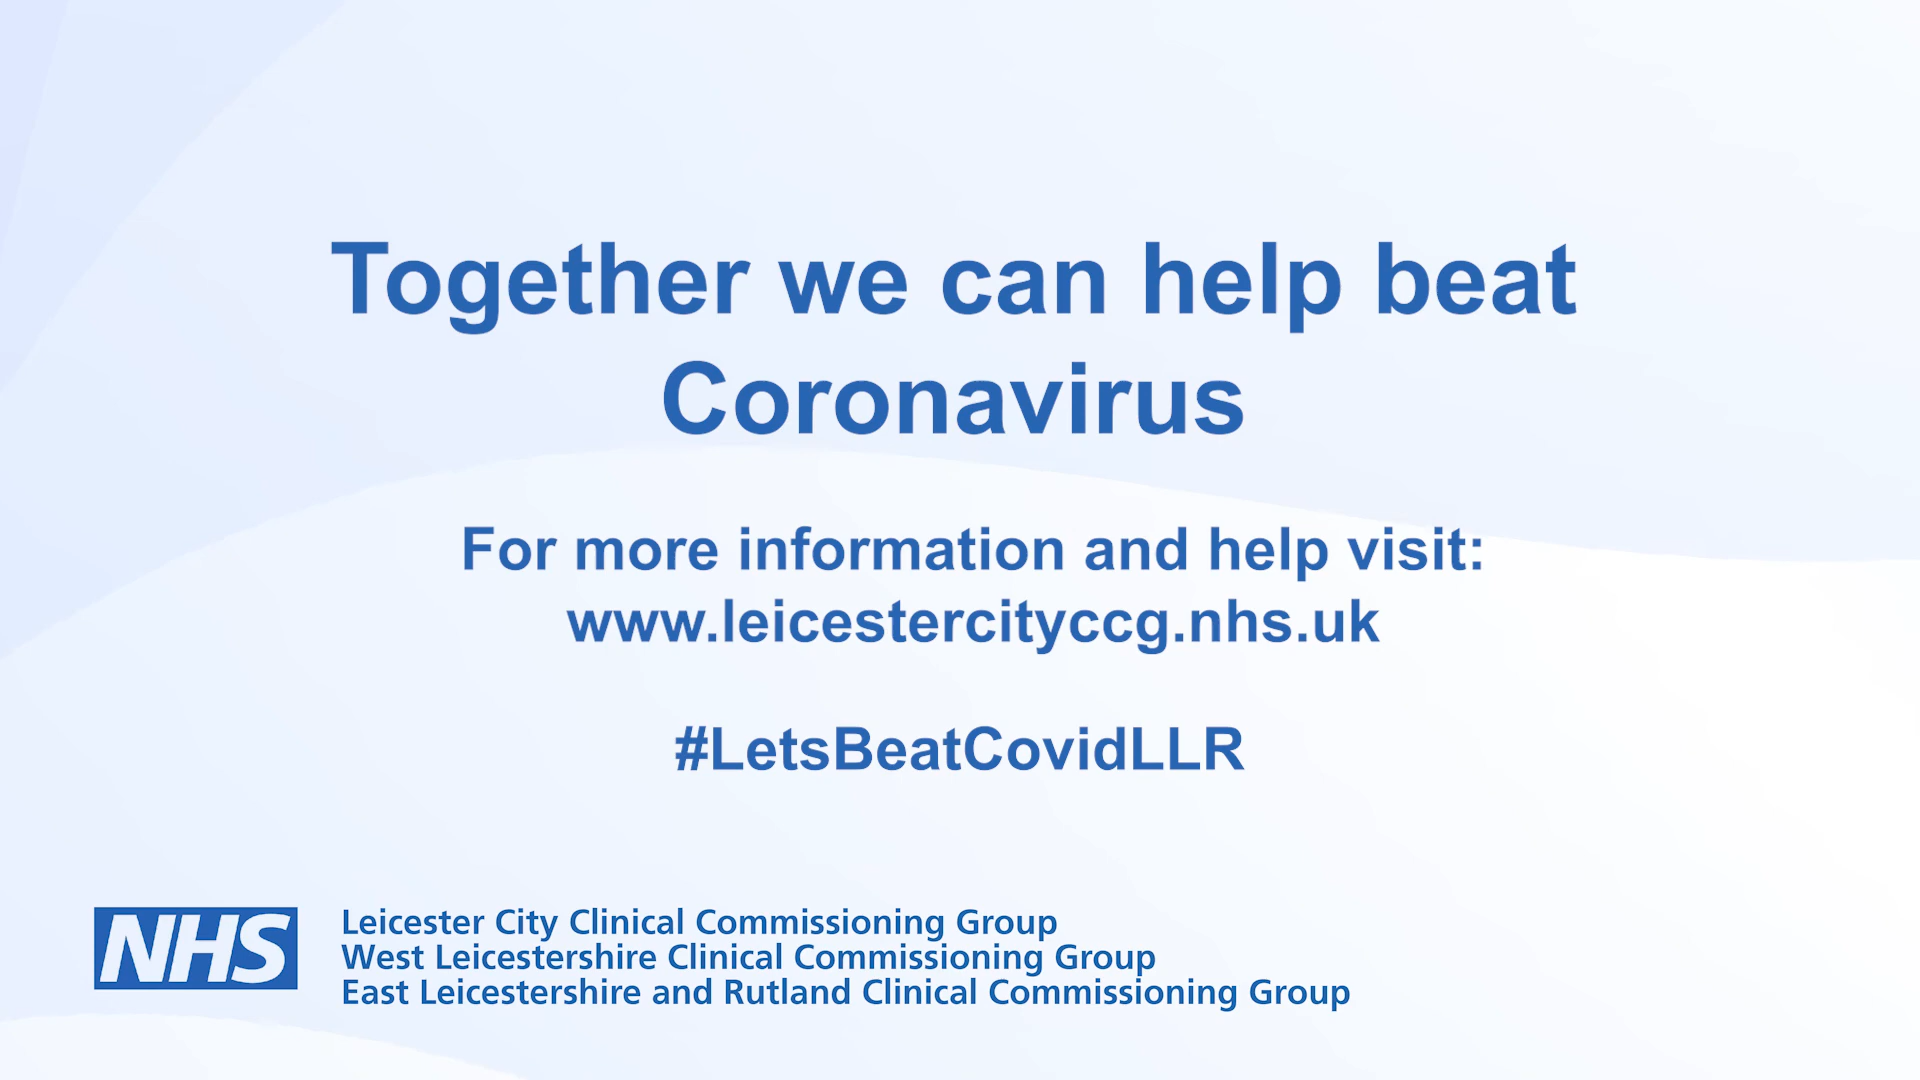 Together we can help beat
Coronavirus
For more information and help visit:
www.leicestercityccg.nhs.uk
#LetsBeatCovidLLR
NHS
Leicester City Clinical Commissioning Group
West Leicestershire Clinical Commissioning Group
East Leicestershire and Rutland Clinical Commissioning Group